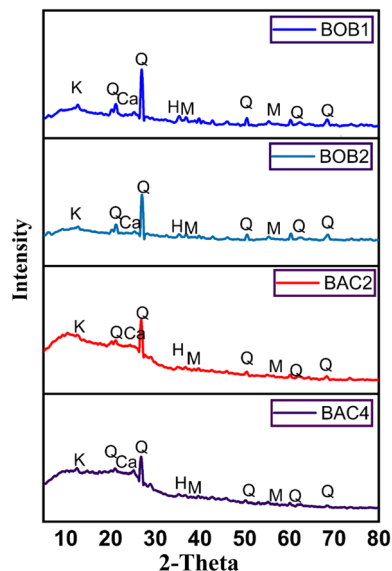 BOB1
K Q Ca Q H M Q M Q Q
BOB2
K Q Ca Q H M Q M Q Q
BAC2
K Q Ca Q H M Q M Q Q
BAC4
K Q Ca Q H M Q M Q Q
Intensity
10 20 30 40 50 60 70 80
2-Theta